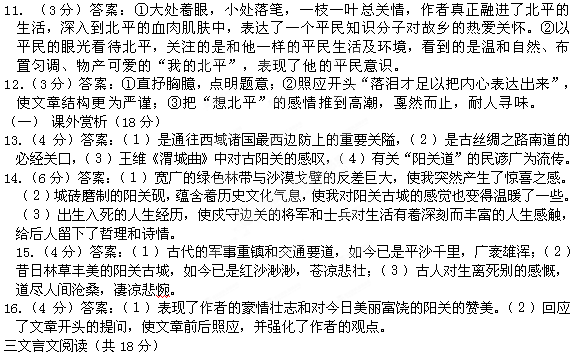 11. （3分）答案：①大处着眼，小处落笔，一枝一叶总关情，作者真正融进了北平的
生活，深入到北平的血肉肌肤中，表达了一个平民知识分子对故乡的热爱关怀。②以
平民的眼光看待北平，关注的是和他一样的平民生活及环境，看到的是温和自然、布
置匀调、物产可爱的“我的北平”，表现了他的平民意识。
12.（3分）答案：①直抒胸臆，点明题意；②照应开头“落泪才足以把内心表达出来”，
使文章结构更为严谨；③把“想北平”的感情推到高潮，戛然而止，耐人寻味。
（一） 课外赏析（18分）
13.（4 分）答案：（1）是通往西域诸国最西边防上的重要关隘，（2）是古丝绸之路南道的
必经关口，（3）王维《渭城曲》中对古阳关的感叹，（4）有关“阳关道”的民谚广为流传。
14.（6分）答案：（1）宽广的绿色林带与沙漠戈壁的反差巨大，使我突然产生了惊喜之感。
（2）城砖磨制的阳关砚，蕴含着历史文化气息，使我对阳关古城的感觉也变得温暖了一些。
（3）出生入死的人生经历，使戍守边关的将军和士兵对生活有着深刻而丰富的人生感触，
给后人留下了哲理和诗情。
15.（4分）答案：（1）古代的军事重镇和交通要道，如今已是平沙千里，广袤雄浑；（2）
昔日林草丰美的阳关古城，如今已是红沙渺渺，苍凉悲壮；（3）古人对生离死别的感慨，
道尽人间沧桑，凄凉悲惋。
16.（4 分）答案：（1）表现了作者的豪情壮志和对今日美丽富饶的阳关的赞美。（2）回应
了文章开头的提问，使文章前后照应，并强化了作者的观点。
三文言文阅读（共 18 分）